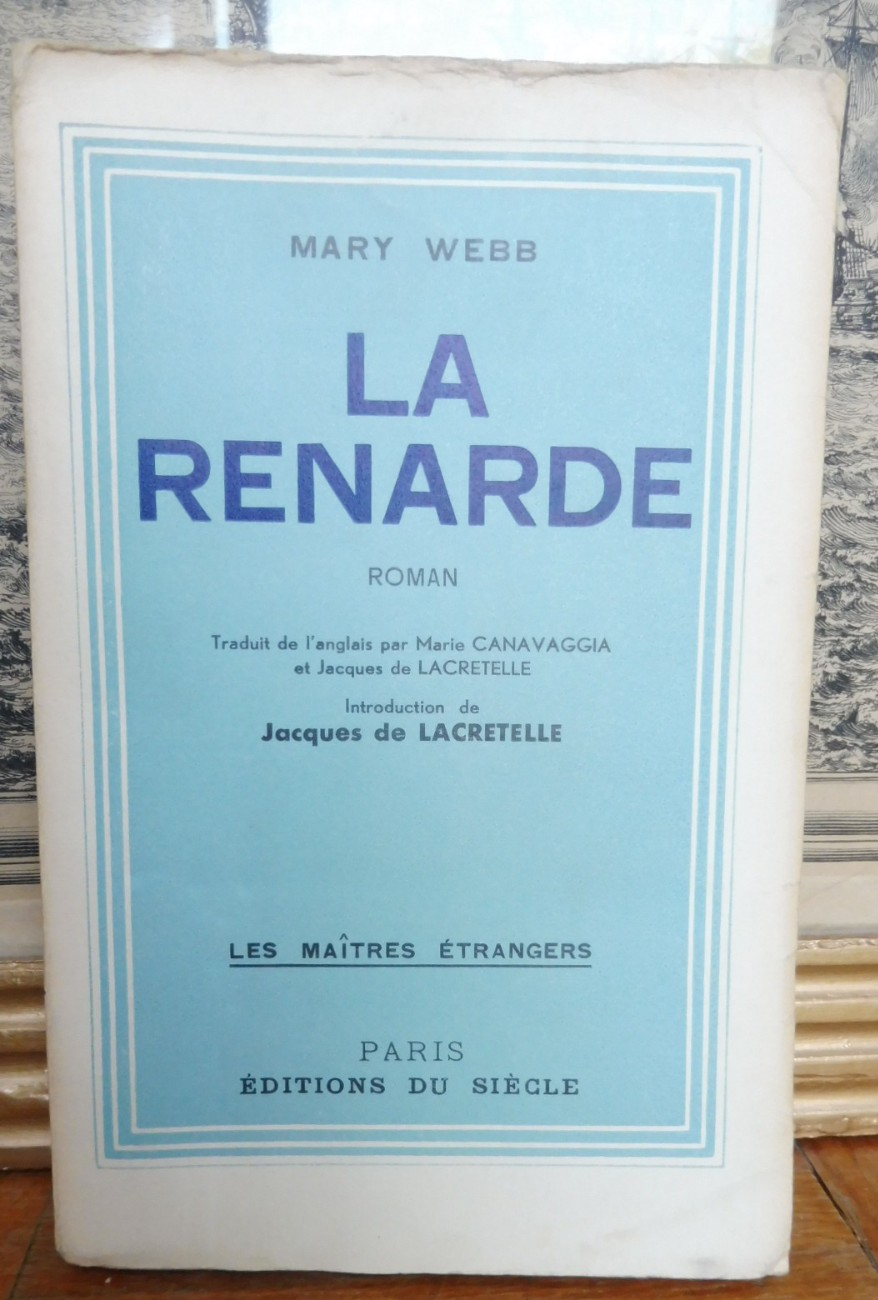 MARY WEBB
LA
RENARDE
ROMAN
Traduit de l'anglais par Marie CANAVAGGIA
et Jacques de LACRETELLE
Introduction de
Jacques de LACRETELLE
LES MAÎTRES ÉTRANGERS
PARIS
ÉDITIONS DU SIÈCLE